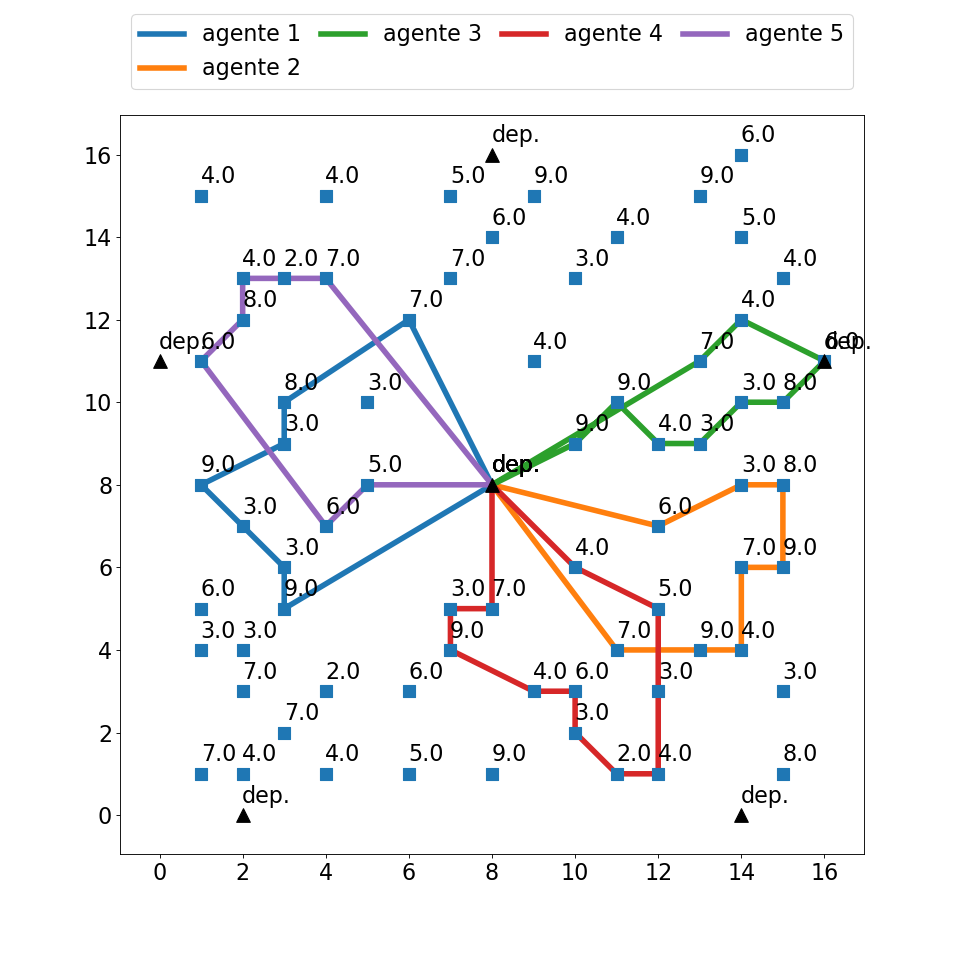 agente 1 agente 3 agente 4 agente 5
agente 2
dep. 6.0
16
4.0 4.0 5.0 9.0 9.0
14 6.0 4.0 5.0
4.0 2.0 7.0 7.0 3.0 4.0
12 8.0 7.0 4.0
dep. 6.0 4.0 7.0 6.0 dep.
10 8.0 3.0 9.0 3.0 8.0
3.0 9.0 4.0 3.0
8 9.0 5.0 dep. 3.0 8.0
3.0 6.0 6.0
6 3.0 4.0 7.0 9.0
6.0 9.0 3.0 7.0 5.0
4 3.0 3.0 9.0 7.0 9.0 4.0
7.0 2.0 6.0 4.0 6.0 3.0 3.0
2 7.0 3.0
7.0 4.0 4.0 5.0 9.0 2.0 4.0 8.0
0 dep. dep.
0 2 4 6 8 10 12 14 16